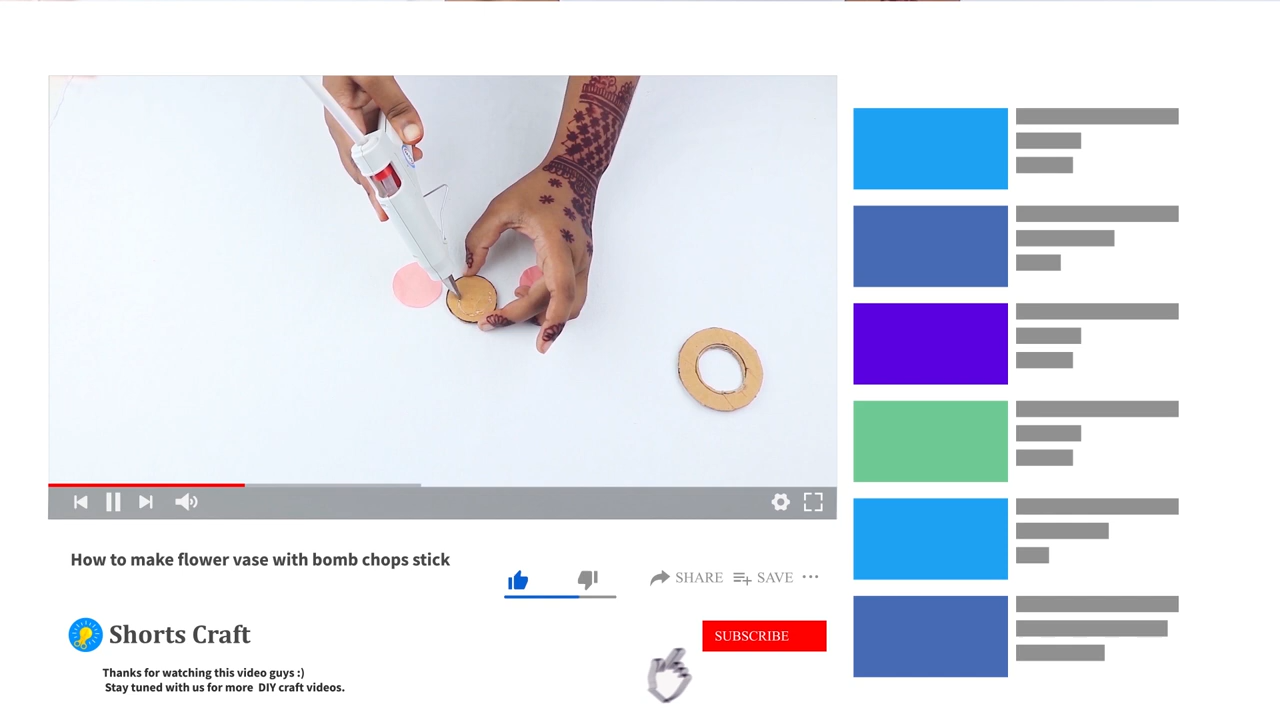 How to make flower vase with bomb chops stick
SHARE
SAVE
Shorts Craft
SUBSCRIBE
Thanks for watching this video guys :)
Stay tuned with us for more DIY craft videos.